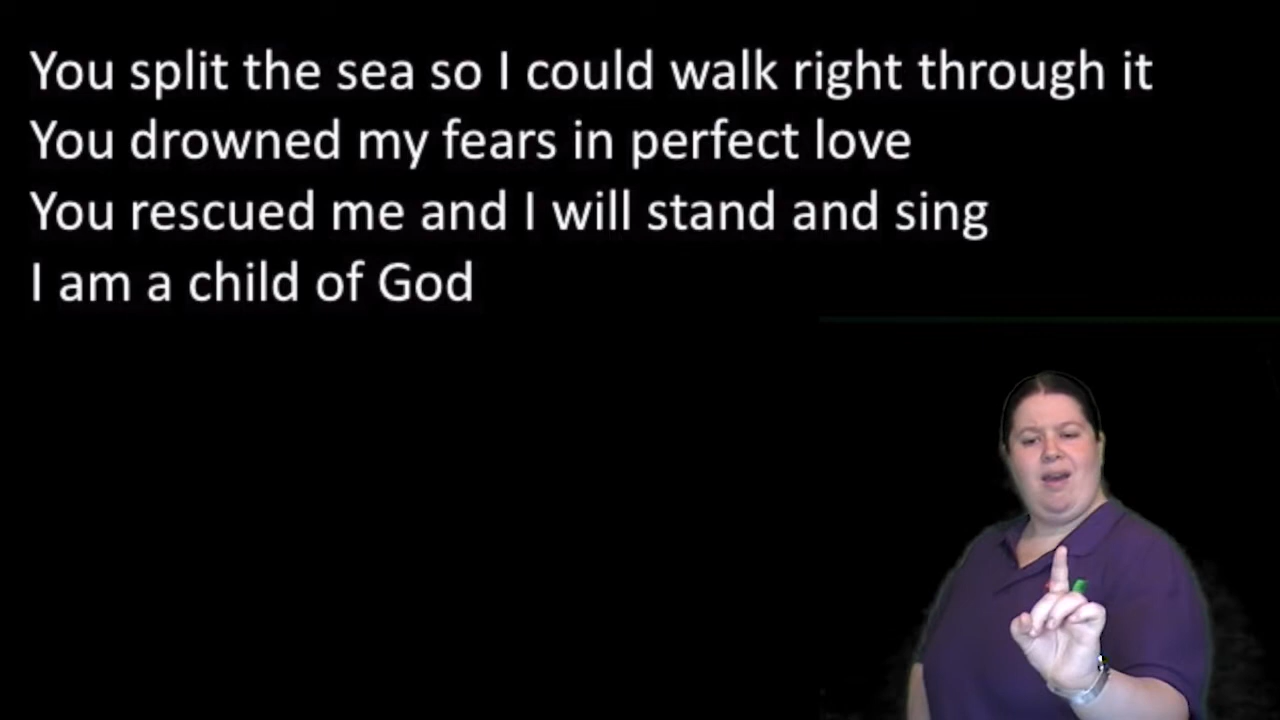 You split the sea so I could walk right through it
You drowned my fears in perfect love
You rescued me and I will stand and sing
I am a child of God